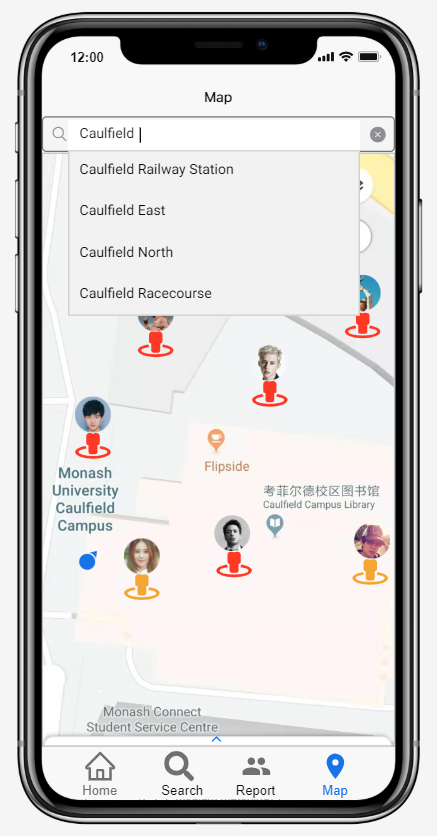 12:00
Map
Caulfield
Caulfield Railway Station
Caulfield East
Caulfield North
Caulfield Racecourse
Monash
University
Caulfield
Campus
Flipside
考菲尔德校区图书馆
Caulfield Campus Library
Monash Connect
Student Service Centre
Home
Search
Report
Map